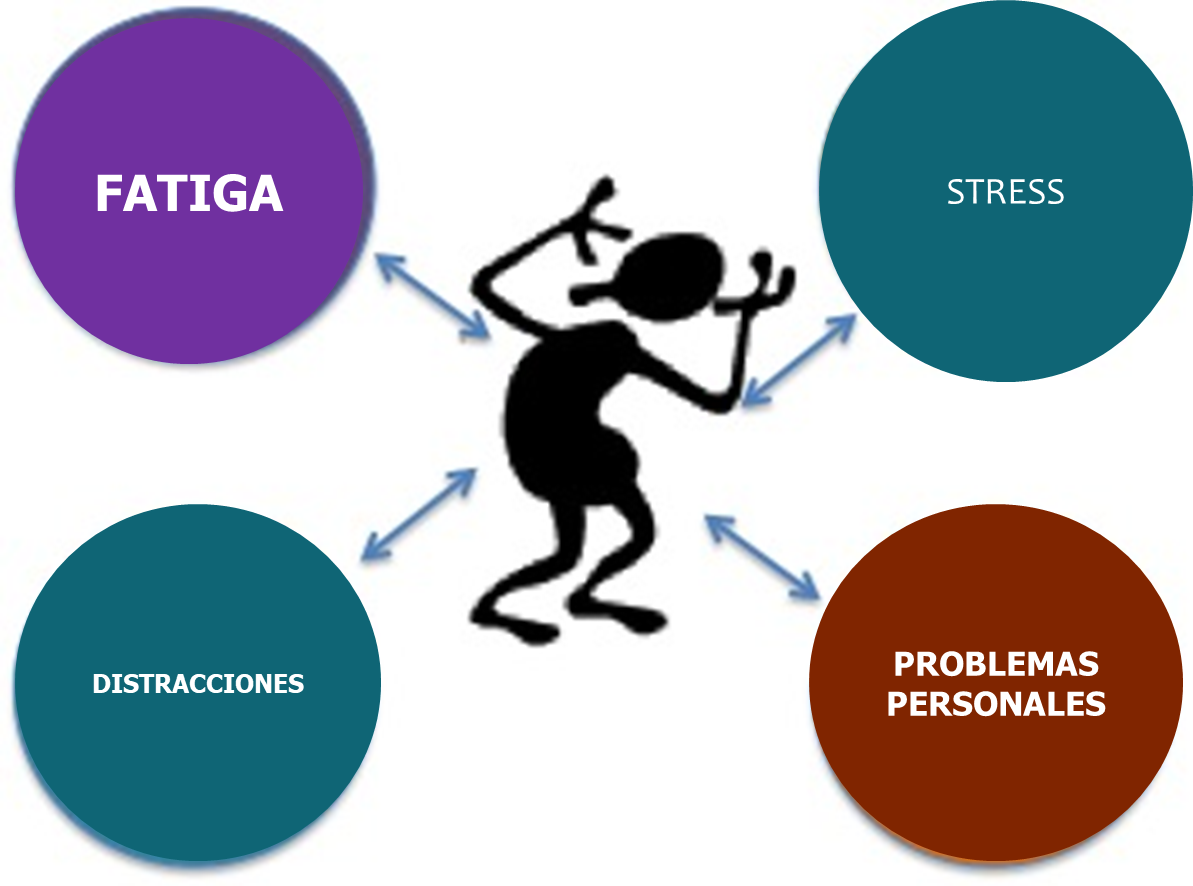 FATIGA
STRESS
DISTRACCIONES
PROBLEMAS
PERSONALES